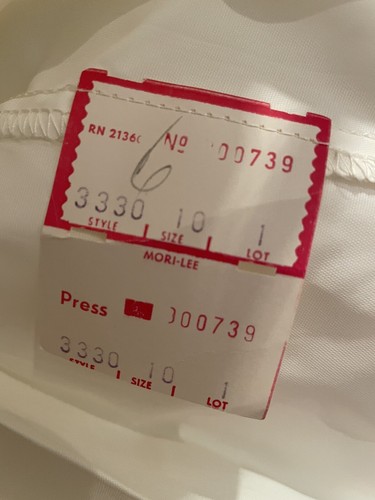 RN 2136
Nº 00739
6
3330 10 1
STYLE SIZE LOT
MORI-LEE
Press 000739
3330 10 1
STYLE SIZE LOT